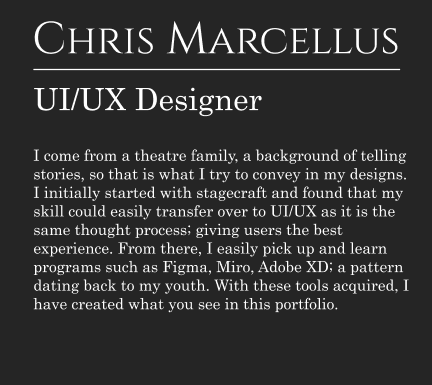 Chris Marcellus
UI/UX Designer
I come from a theatre family, a background of telling
stories, so that is what I try to convey in my designs.
I initially started with stagecraft and found that my
skill could easily transfer over to UI/UX as it is the
same thought process; giving users the best
experience. From there, I easily pick up and learn
programs such as Figma, Miro, Adobe XD; a pattern
dating back to my youth. With these tools acquired, I
have created what you see in this portfolio.